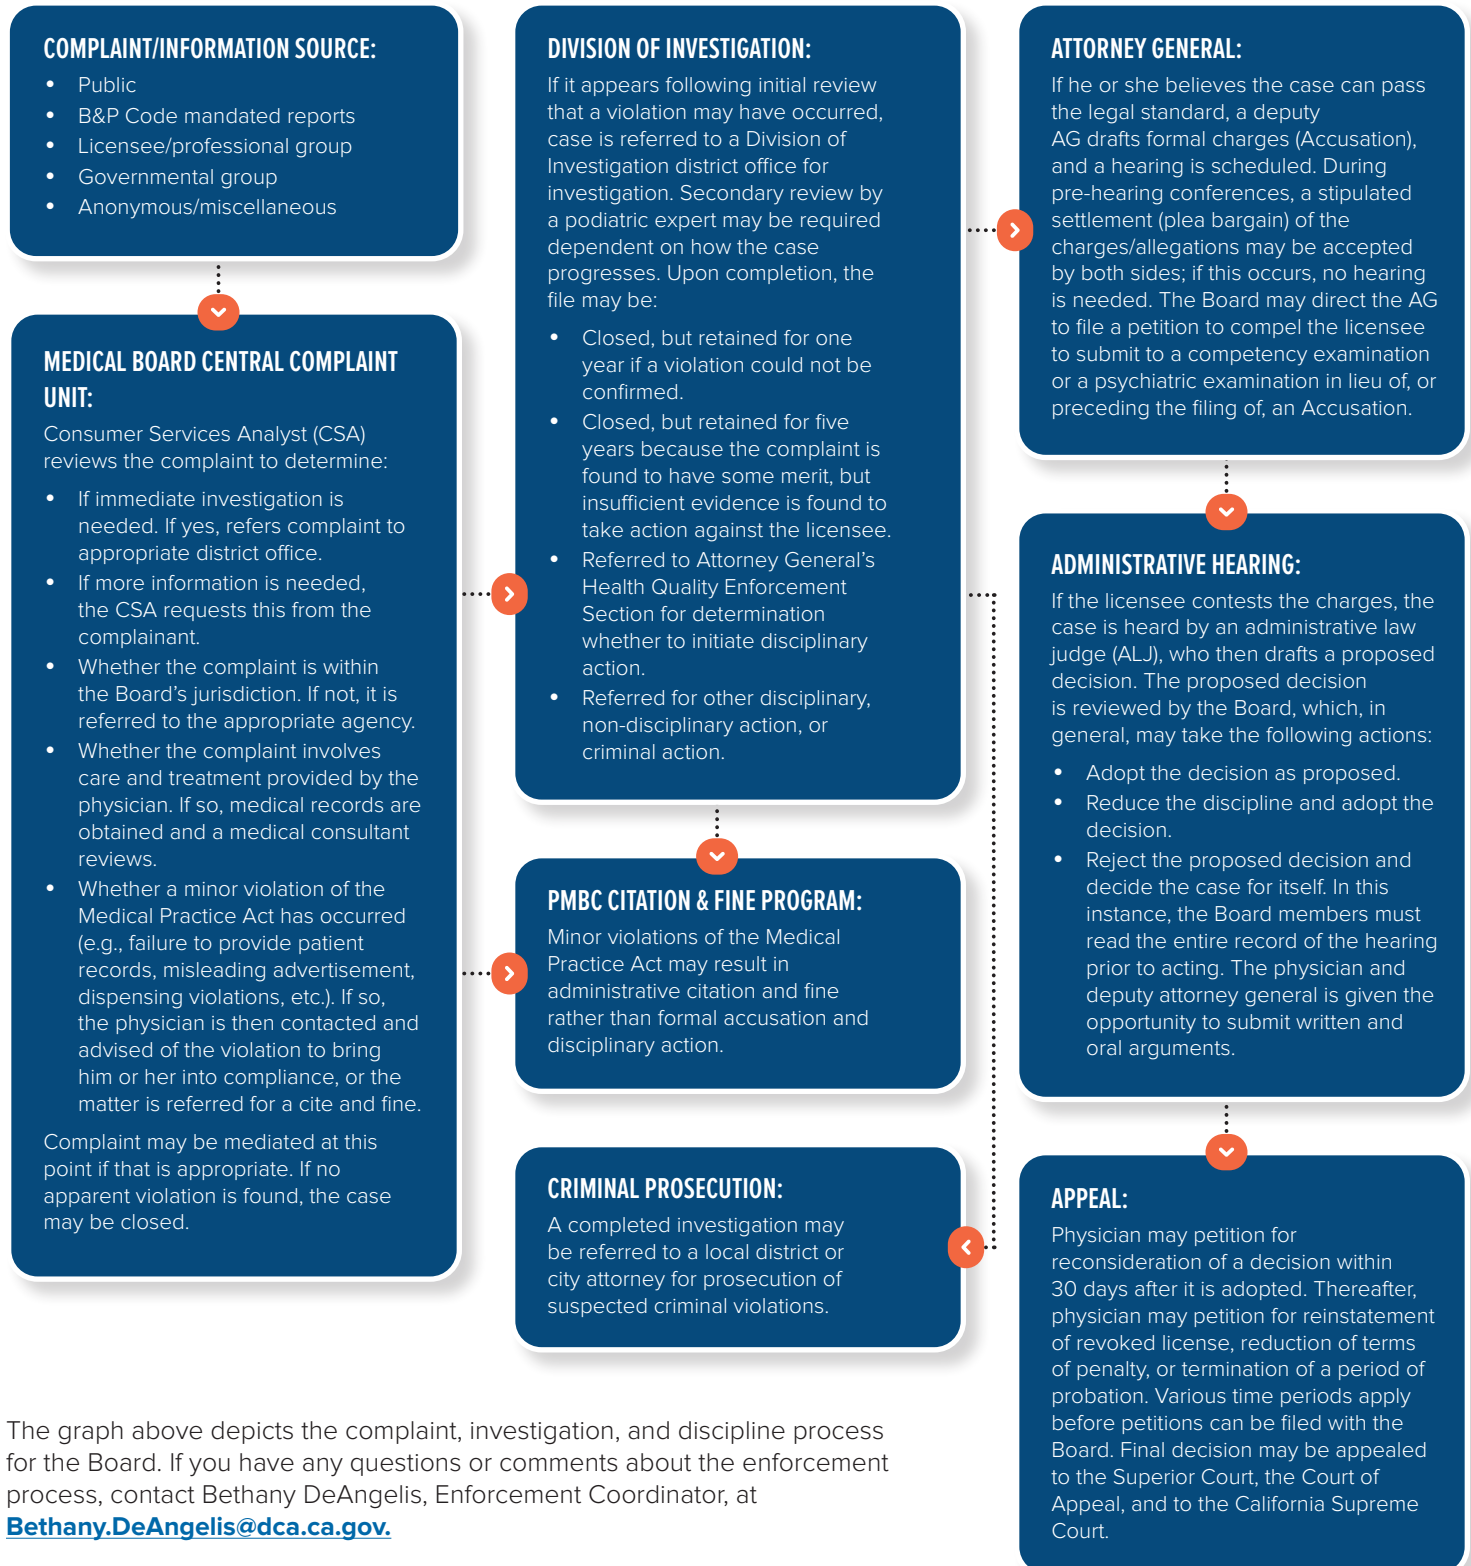 COMPLAINT/INFORMATION SOURCE:
• Public
• B&P Code mandated reports
• Licensee/professional group
• Governmental group
• Anonymous/miscellaneous
MEDICAL BOARD CENTRAL COMPLAINT
UNIT:
Consumer Services Analyst (CSA)
reviews the complaint to determine:
• If immediate investigation is
needed. If yes, refers complaint to
appropriate district office.
• If more information is needed,
the CSA requests this from the
complainant.
• Whether the complaint is within
the Board's jurisdiction. If not, it is
referred to the appropriate agency.
• Whether the complaint involves
care and treatment provided by the
physician. If so, medical records are
obtained and a medical consultant
reviews.
• Whether a minor violation of the
Medical Practice Act has occurred
(e.g., failure to provide patient
records, misleading advertisement,
dispensing violations, etc.). If so,
the physician is then contacted and
advised of the violation to bring
him or her into compliance, or the
matter is referred for a cite and fine.
Complaint may be mediated at this
point if that is appropriate. If no
apparent violation is found, the case
may be closed.
DIVISION OF INVESTIGATION:
If it appears following initial review
that a violation may have occurred,
case is referred to a Division of
Investigation district office for
investigation. Secondary review by
a podiatric expert may be required
dependent on how the case
progresses. Upon completion, the
file may be:
• Closed, but retained for one
year if a violation could not be
confirmed.
• Closed, but retained for five
years because the complaint is
found to have some merit, but
insufficient evidence is found to
take action against the licensee.
• Referred to Attorney General's
Health Quality Enforcement
Section for determination
whether to initiate disciplinary
action.
• Referred for other disciplinary,
non-disciplinary action, or
criminal action.
PMBC CITATION & FINE PROGRAM:
Minor violations of the Medical
Practice Act may result in
administrative citation and fine
rather than formal accusation and
disciplinary action.
CRIMINAL PROSECUTION:
A completed investigation may
be referred to a local district or
city attorney for prosecution of
suspected criminal violations.
ATTORNEY GENERAL:
If he or she believes the case can pass
the legal standard, a deputy
AG drafts formal charges (Accusation),
and a hearing is scheduled. During
pre-hearing conferences, a stipulated
settlement (plea bargain) of the
charges/allegations may be accepted
by both sides; if this occurs, no hearing
is needed. The Board may direct the AG
to file a petition to compel the licensee
to submit to a competency examination
or a psychiatric examination in lieu of, or
preceding the filing of, an Accusation.
ADMINISTRATIVE HEARING:
If the licensee contests the charges, the
case is heard by an administrative law
judge (ALJ), who then drafts a proposed
decision. The proposed decision
is reviewed by the Board, which, in
general, may take the following actions:
• Adopt the decision as proposed.
• Reduce the discipline and adopt the
decision.
• Reject the proposed decision and
decide the case for itself. In this
instance, the Board members must
read the entire record of the hearing
prior to acting. The physician and
deputy attorney general is given the
opportunity to submit written and
oral arguments.
APPEAL:
Physician may petition for
reconsideration of a decision within
30 days after it is adopted. Thereafter,
physician may petition for reinstatement
of revoked license, reduction of terms
of penalty, or termination of a period of
probation. Various time periods apply
before petitions can be filed with the
Board. Final decision may be appealed
to the Superior Court, the Court of
Appeal, and to the California Supreme
Court.
The graph above depicts the complaint, investigation, and discipline process
for the Board. If you have any questions or comments about the enforcement
process, contact Bethany DeAngelis, Enforcement Coordinator, at
Bethany.DeAngelis@dca.ca.gov.